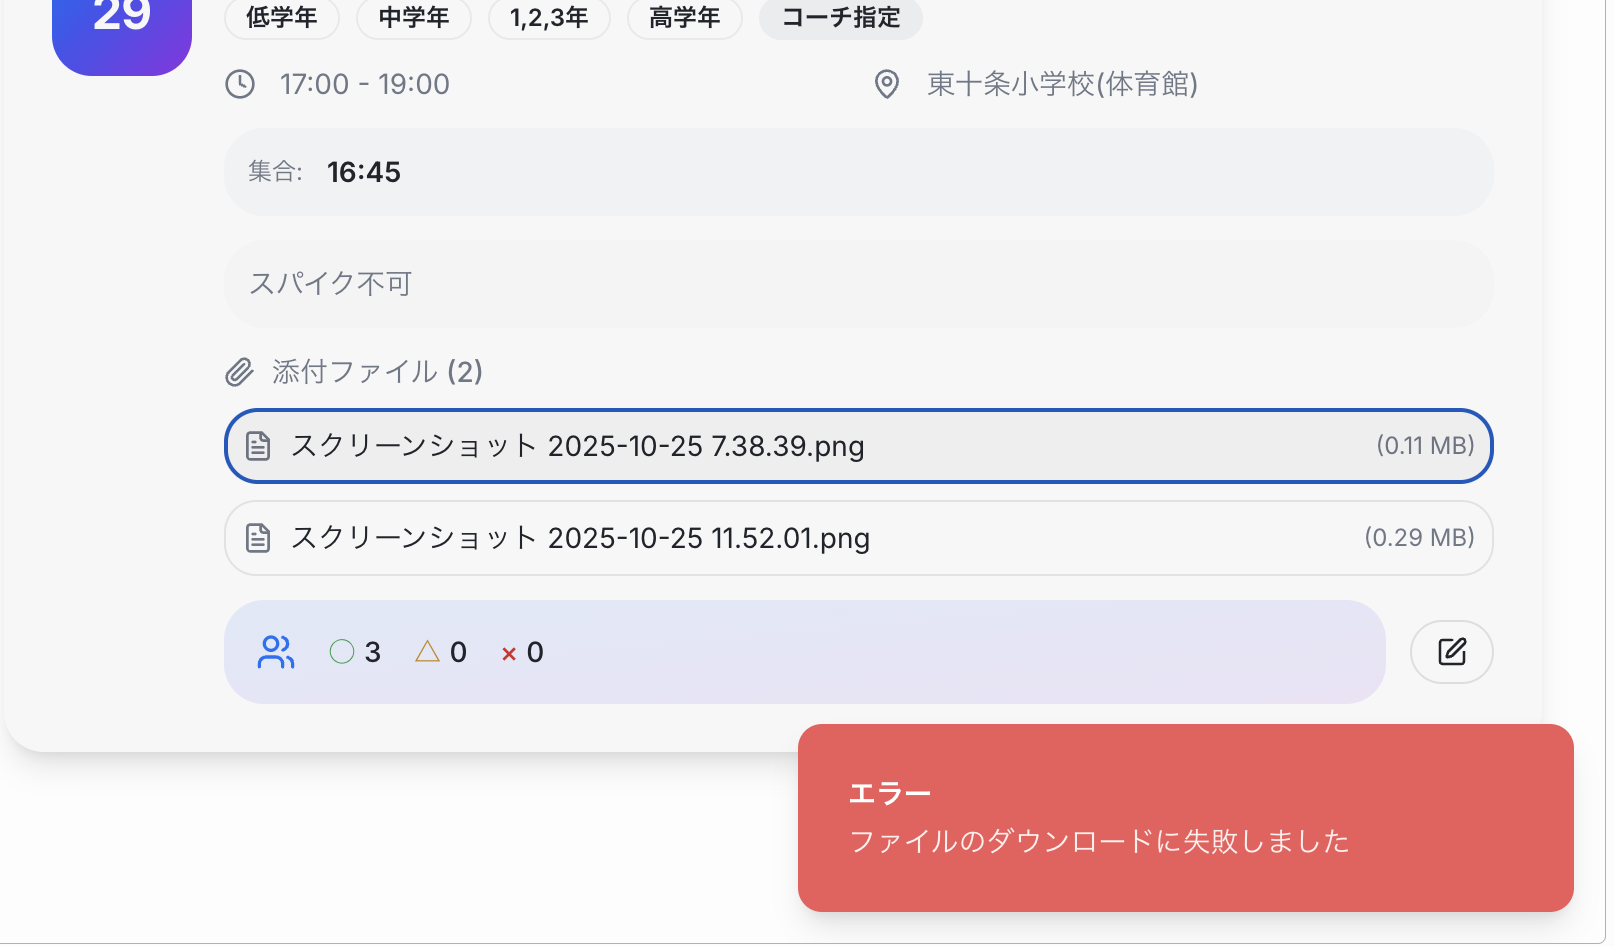 29
低学年
中学年
1,2,3年
高学年
コーチ指定
17:00 - 19:00
東十条小学校(体育館)
集合: 16:45
スパイク不可
添付ファイル (2)
スクリーンショット 2025-10-25 7.38.39.png (0.11 MB)
スクリーンショット 2025-10-25 11.52.01.png (0.29 MB)
○ 3 △ 0 × 0
エラー
ファイルのダウンロードに失敗しました